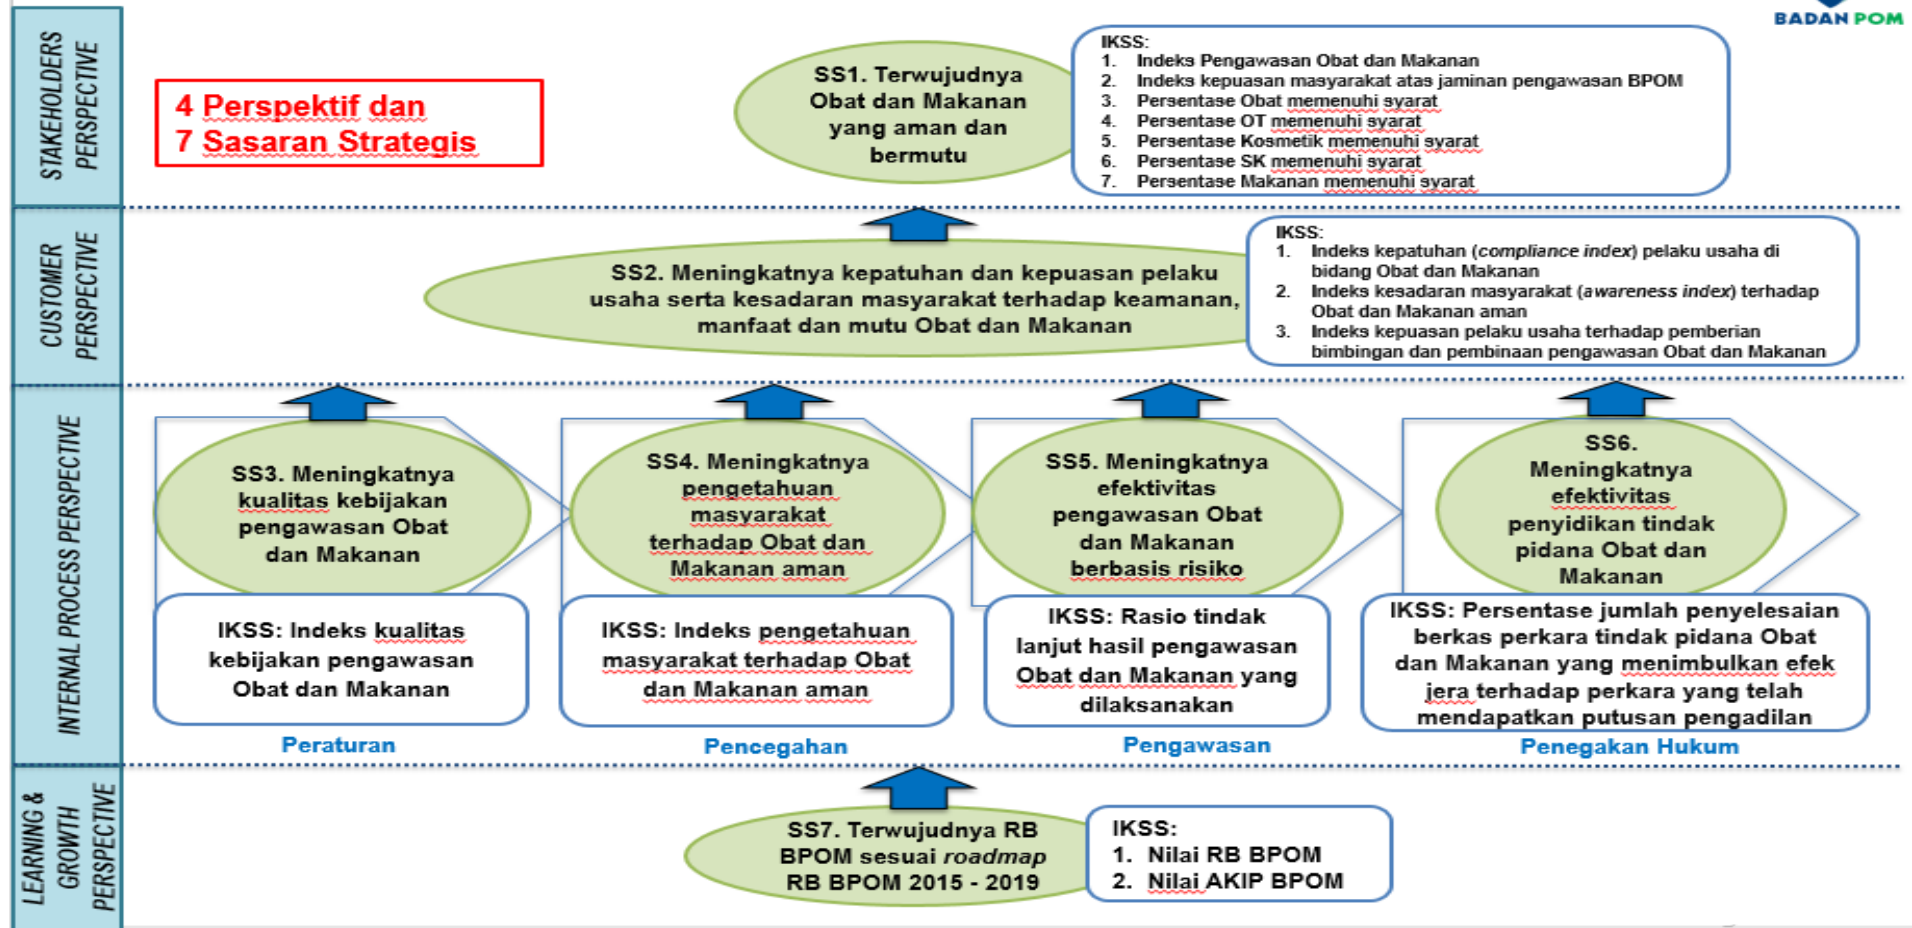 BADAN POM
STAKEHOLDERS
PERSPECTIVE
4 Perspektif dan
7 Sasaran Strategis
SS1. Terwujudnya
Obat dan Makanan
yang aman dan
bermutu
IKSS:
1. Indeks Pengawasan Obat dan Makanan
2. Indeks kepuasan masyarakat atas jaminan pengawasan BPOM
3. Persentase Obat memenuhi syarat
4. Persentase OT memenuhi syarat
5. Persentase Kosmetik memenuhi syarat
6. Persentase SK memenuhi syarat
7. Persentase Makanan memenuhi syarat
CUSTOMER
PERSPECTIVE
SS2. Meningkatnya kepatuhan dan kepuasan pelaku
usaha serta kesadaran masyarakat terhadap keamanan,
manfaat dan mutu Obat dan Makanan
IKSS:
1. Indeks kepatuhan (compliance index) pelaku usaha di
bidang Obat dan Makanan
2. Indeks kesadaran masyarakat (awareness index) terhadap
Obat dan Makanan aman
3. Indeks kepuasan pelaku usaha terhadap pemberian
bimbingan dan pembinaan pengawasan Obat dan Makanan
INTERNAL PROCESS PERSPECTIVE
SS3. Meningkatnya
kualitas kebijakan
pengawasan Obat
dan Makanan
IKSS: Indeks kualitas
kebijakan pengawasan
Obat dan Makanan
Peraturan
SS4. Meningkatnya
pengetahuan
masyarakat
terhadap Obat dan
Makanan aman
IKSS: Indeks pengetahuan
masyarakat terhadap Obat
dan Makanan aman
Pencegahan
SS5. Meningkatnya
efektivitas
pengawasan Obat
dan Makanan
berbasis risiko
IKSS: Rasio tindak
lanjut hasil pengawasan
Obat dan Makanan yang
dilaksanakan
Pengawasan
SS6.
Meningkatnya
efektivitas
penyidikan tindak
pidana Obat dan
Makanan
IKSS: Persentase jumlah penyelesaian
berkas perkara tindak pidana Obat
dan Makanan yang menimbulkan efek
jera terhadap perkara yang telah
mendapatkan putusan pengadilan
Penegakan Hukum
LEARNING &
GROWTH
PERSPECTIVE
SS7. Terwujudnya RB
BPOM sesuai roadmap
RB BPOM 2015 - 2019
IKSS:
1. Nilai RB BPOM
2. Nilai AKIP BPOM